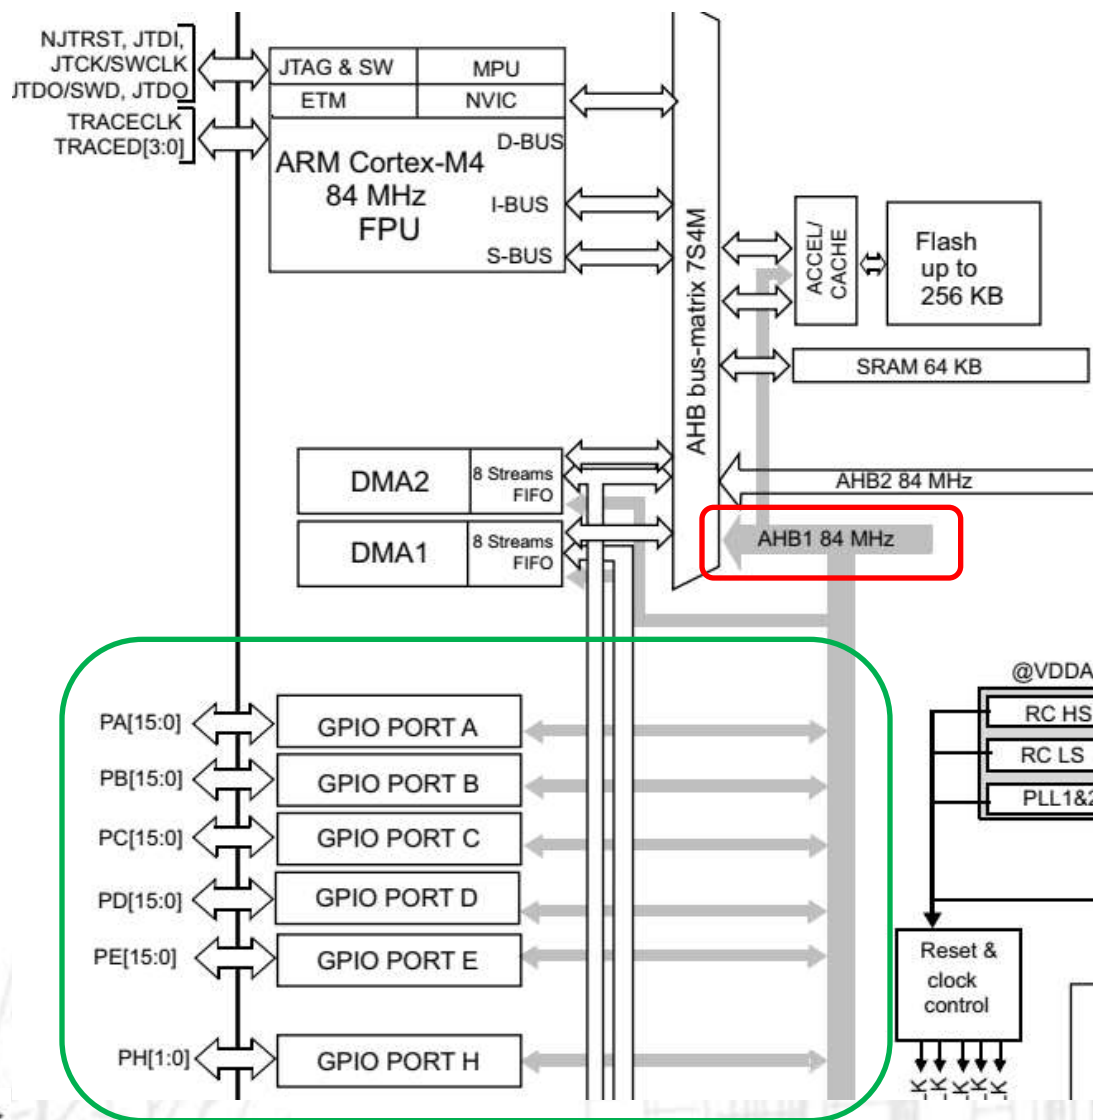 NJTRST, JTDI,
JTCK/SWCLK
JTDO/SWD, JTDO
TRACECLK
TRACED[3:0]
JTAG & SW
MPU
ETM
NVIC
D-BUS
ARM Cortex-M4
84 MHz
FPU
I-BUS
S-BUS
AHB bus-matrix 7S4M
ACCEL/
CACHE
Flash
up to
256 KB
SRAM 64 KB
DMA2
8 Streams
FIFO
AHB2 84 MHz
DMA1
8 Streams
FIFO
AHB1 84 MHz
@VDDA
RC HS
RC LS
PLL1&2
PA[15:0]
GPIO PORT A
PB[15:0]
GPIO PORT B
PC[15:0]
GPIO PORT C
PD[15:0]
GPIO PORT D
PE[15:0]
GPIO PORT E
PH[1:0]
GPIO PORT H
Reset &
clock
control